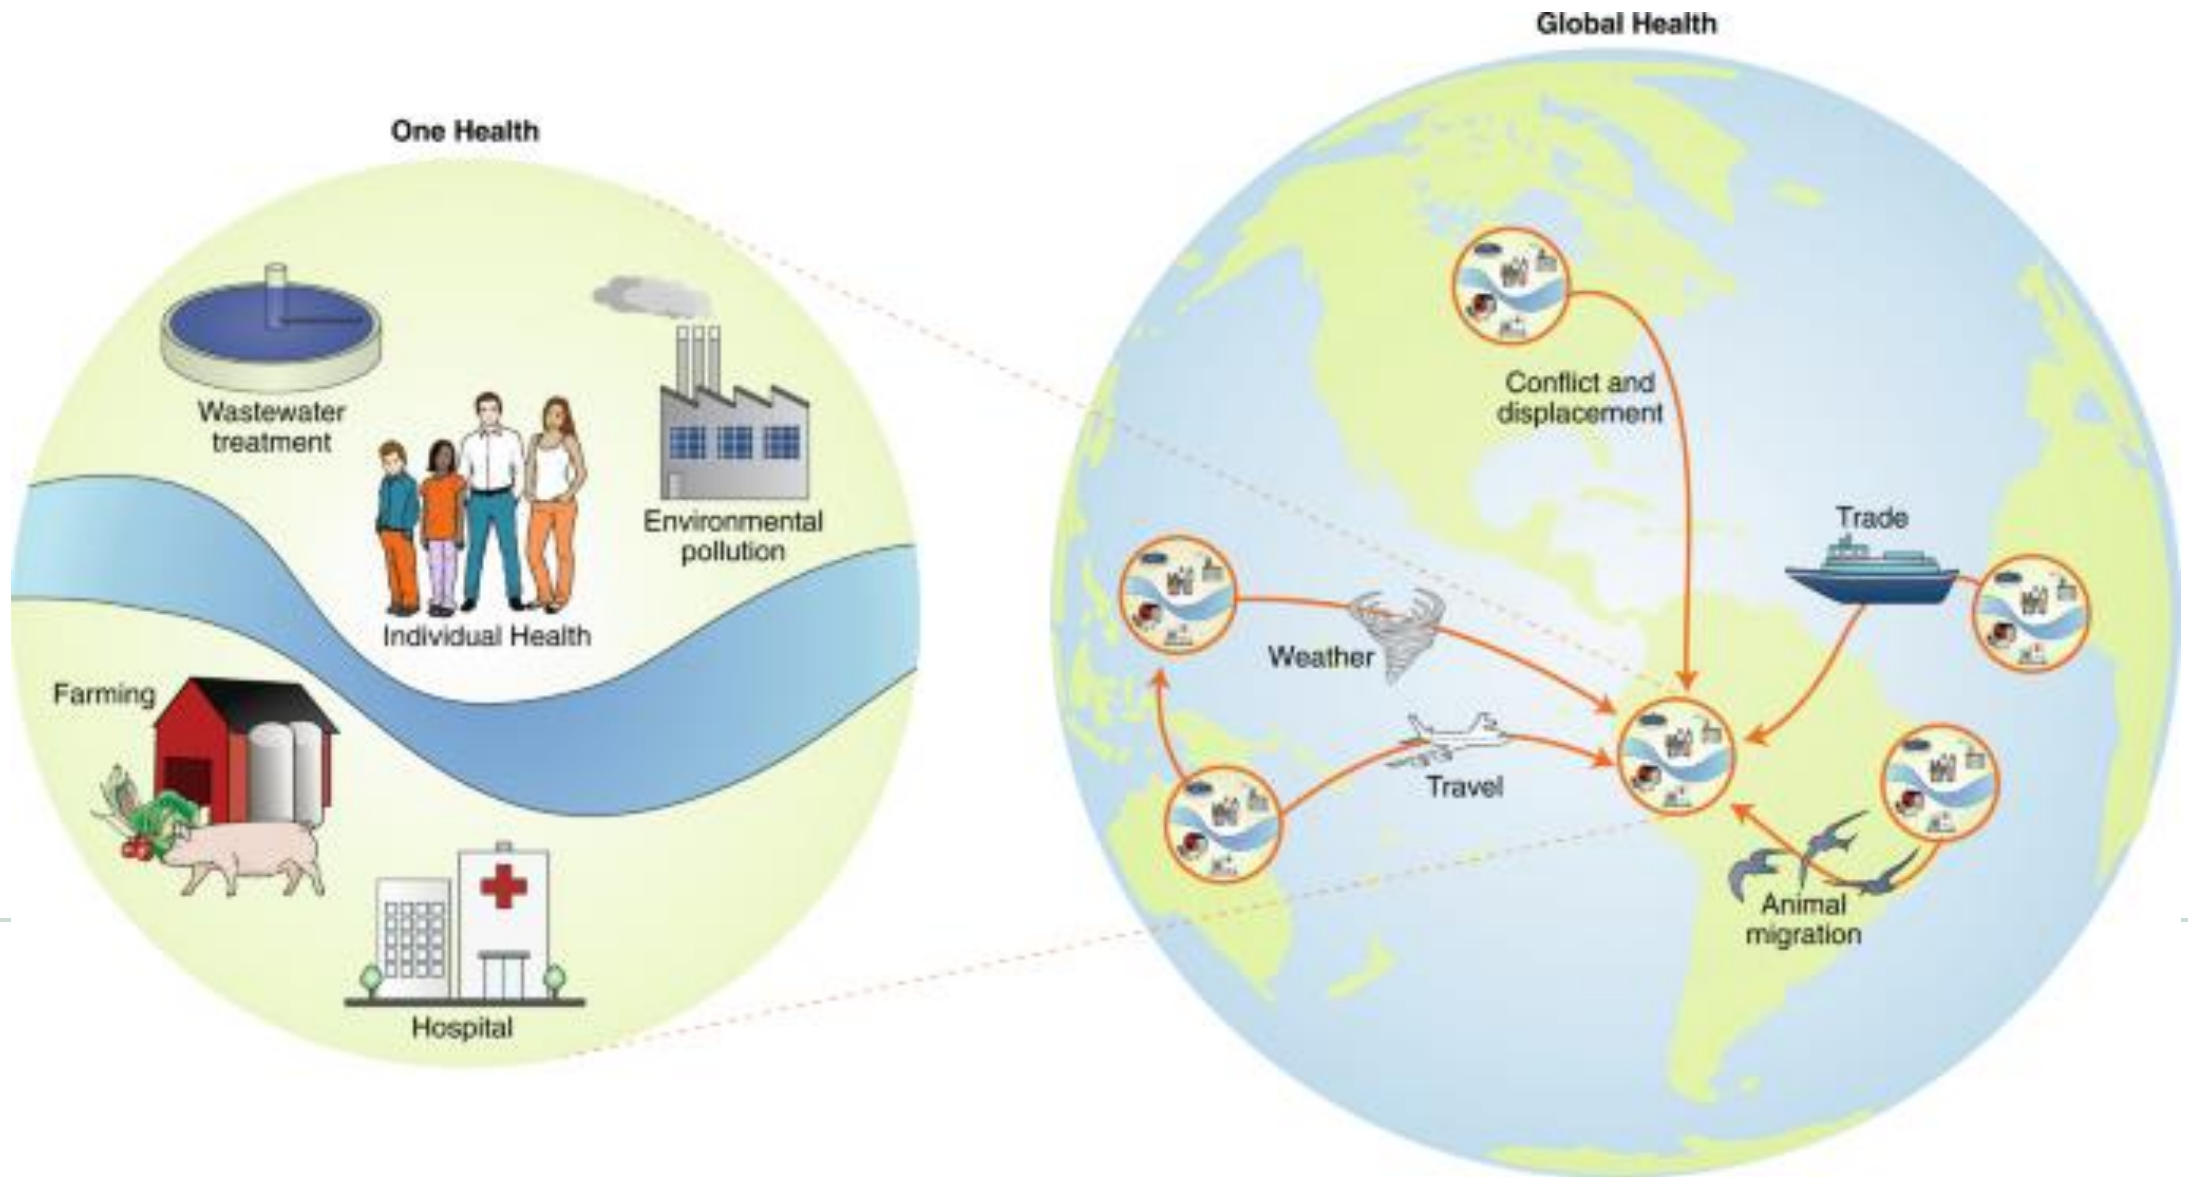 One Health
Wastewater
treatment
Environmental
pollution
Individual Health
Farming
Hospital
Global Health
Conflict and
displacement
Trade
Weather
Travel
Animal
migration